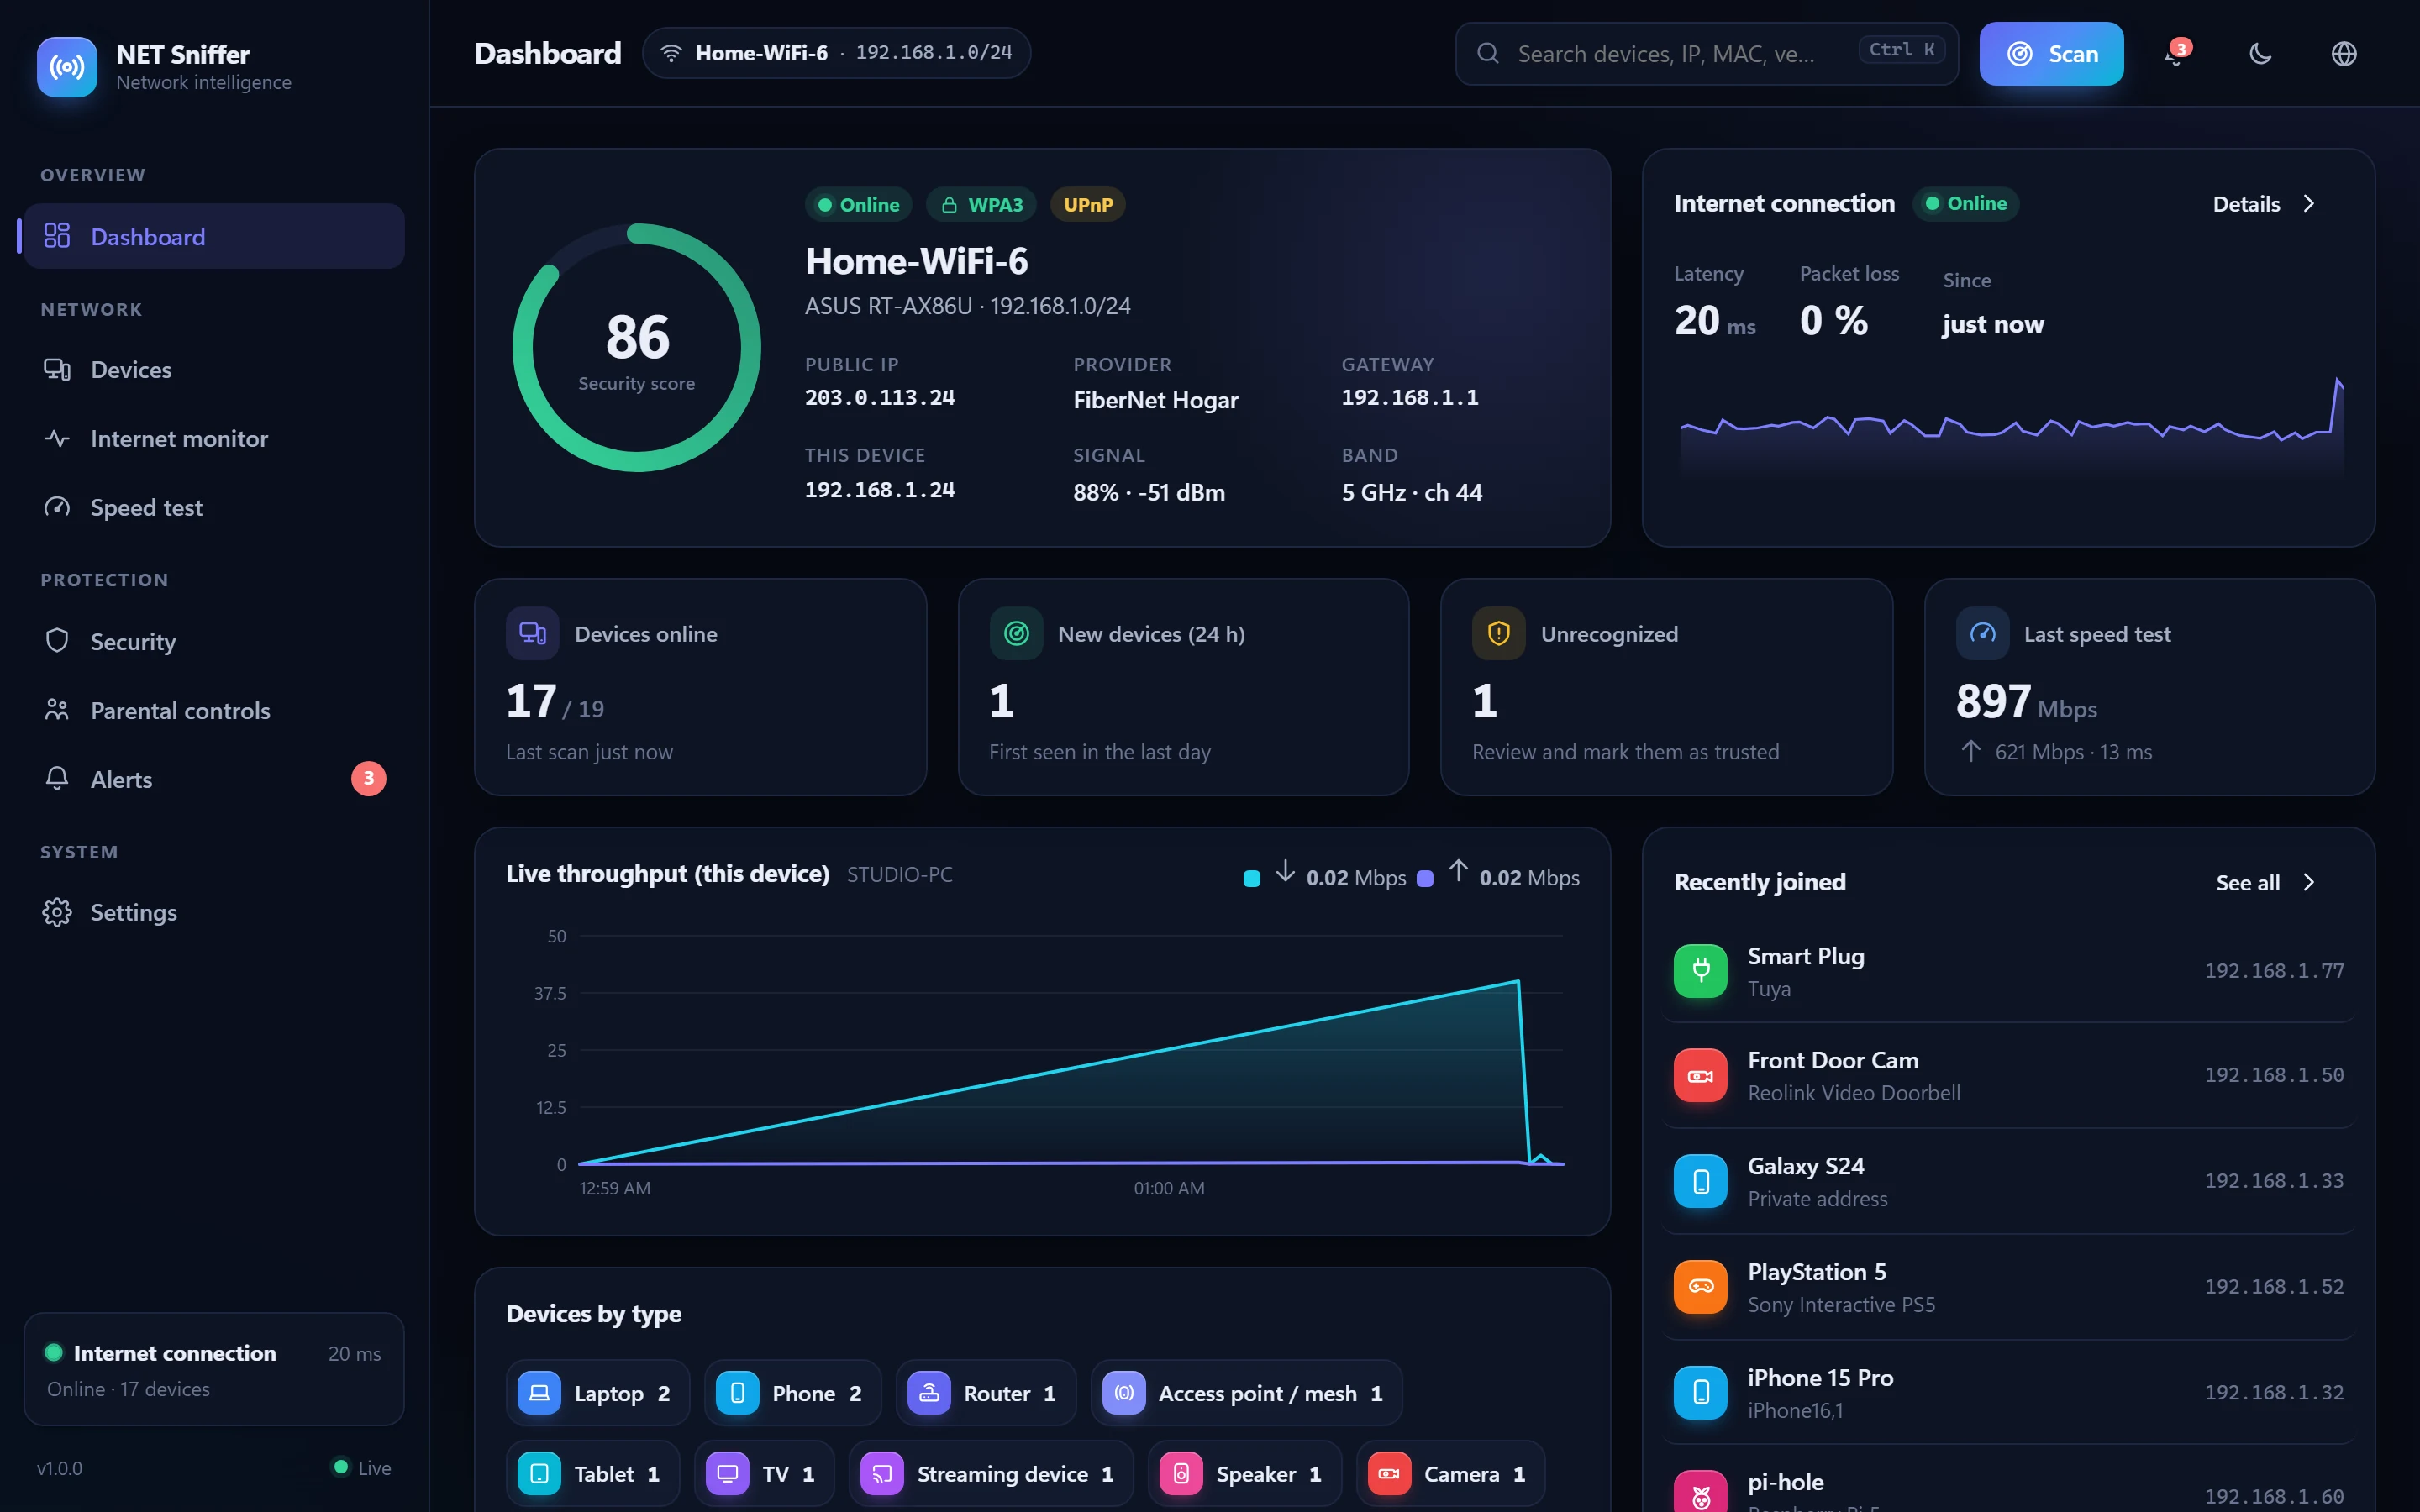 NET Sniffer
Network intelligence
OVERVIEW
Dashboard
NETWORK
Devices
Internet monitor
Speed test
PROTECTION
Security
Parental controls
Alerts 3
SYSTEM
Settings
Internet connection 20 ms
Online · 17 devices
v1.0.0 Live
Dashboard Home-WiFi-6 · 192.168.1.0/24
Search devices, IP, MAC, ve... Ctrl K Scan 3
Online WPA3 UPnP
Home-WiFi-6
ASUS RT-AX86U · 192.168.1.0/24
86
Security score
PUBLIC IP PROVIDER GATEWAY
203.0.113.24 FiberNet Hogar 192.168.1.1
THIS DEVICE SIGNAL BAND
192.168.1.24 88% · -51 dBm 5 GHz · ch 44
Internet connection Online Details
Latency Packet loss Since
20 ms 0 % just now
Devices online
17 / 19
Last scan just now
New devices (24 h)
1
First seen in the last day
Unrecognized
1
Review and mark them as trusted
Last speed test
897 Mbps
621 Mbps · 13 ms
Live throughput (this device) STUDIO-PC 0.02 Mbps 0.02 Mbps
50
37.5
25
12.5
0
12:59 AM 01:00 AM
Devices by type
Laptop 2 Phone 2 Router 1 Access point / mesh 1
Tablet 1 TV 1 Streaming device 1 Speaker 1 Camera 1
Recently joined See all
Smart Plug
Tuya
192.168.1.77
Front Door Cam
Reolink Video Doorbell
192.168.1.50
Galaxy S24
Private address
192.168.1.33
PlayStation 5
Sony Interactive PS5
192.168.1.52
iPhone 15 Pro
iPhone16,1
192.168.1.32
pi-hole
192.168.1.60